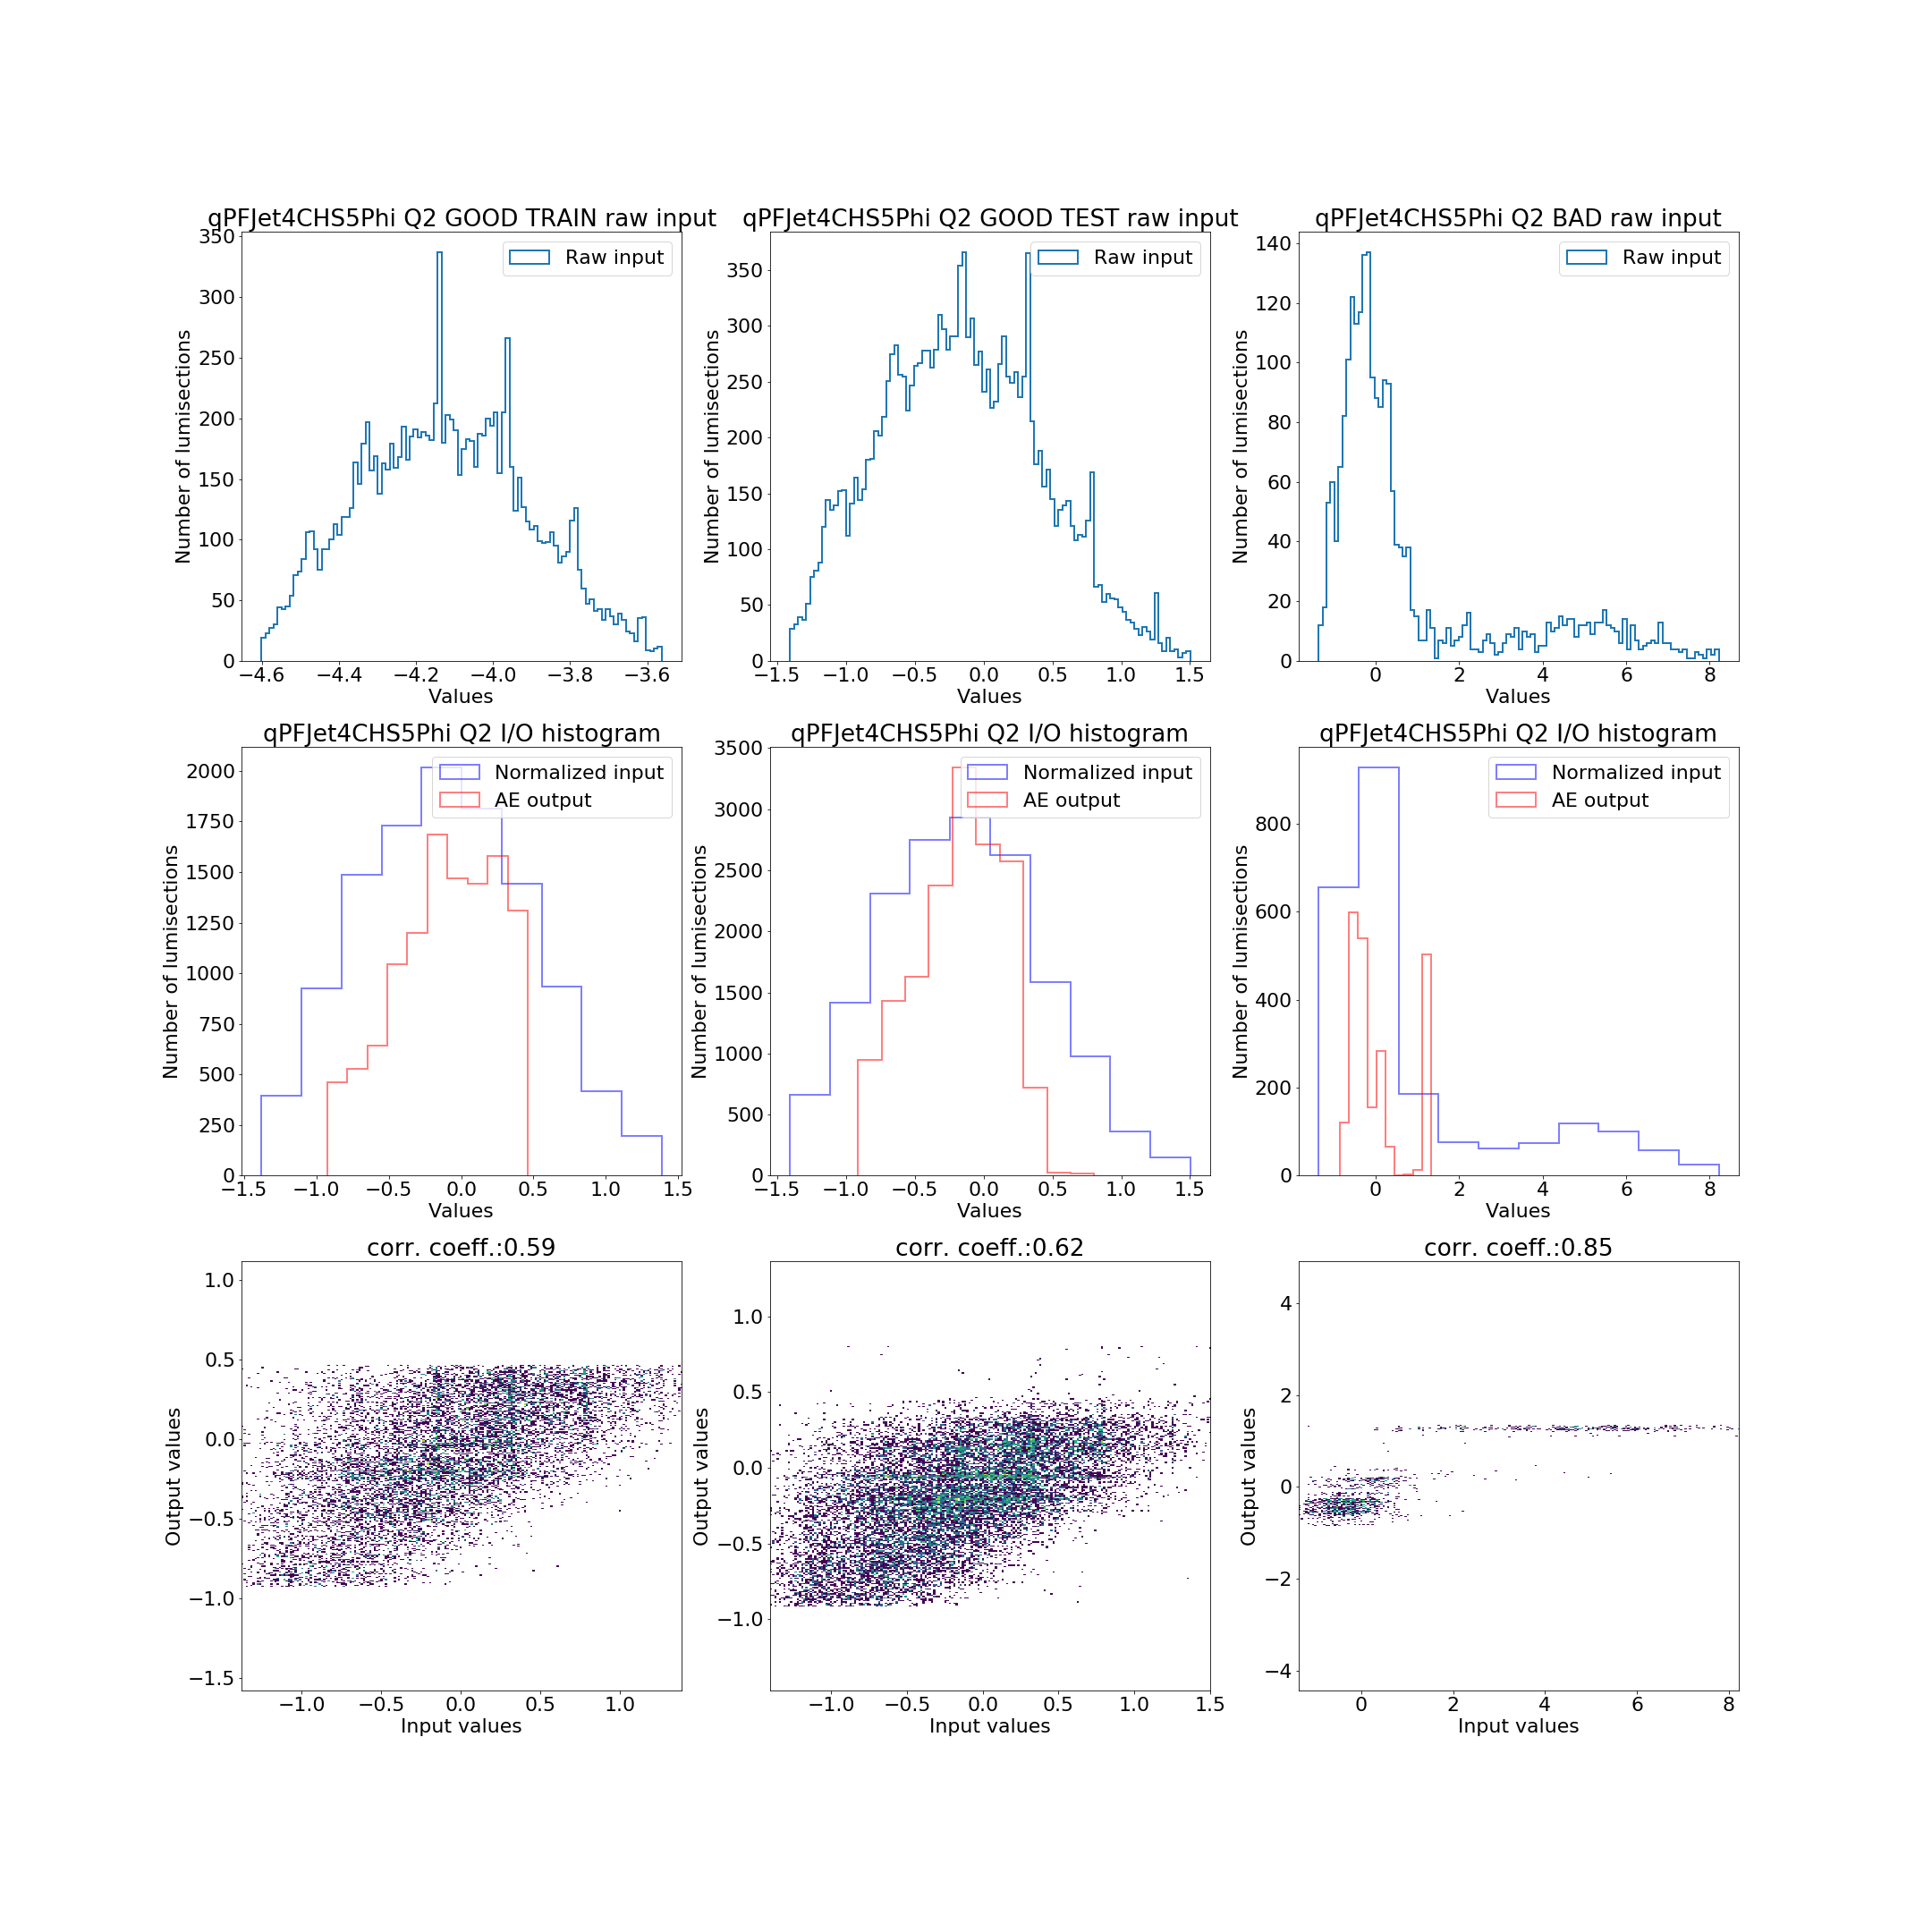 qPFJet4CHS5Phi Q2 GOOD TRAIN raw input
Number of lumisections
350
300
250
200
150
100
50
0
Raw input
−4.6 −4.4 −4.2 −4.0 −3.8 −3.6
Values
qPFJet4CHS5Phi Q2 GOOD TEST raw input
Number of lumisections
350
300
250
200
150
100
50
0
Raw input
−1.5 −1.0 −0.5 0.0 0.5 1.0 1.5
Values
qPFJet4CHS5Phi Q2 BAD raw input
Number of lumisections
140
120
100
80
60
40
20
0
Raw input
0 2 4 6 8
Values
qPFJet4CHS5Phi Q2 I/O histogram
Number of lumisections
2000
1750
1500
1250
1000
750
500
250
0
Normalized input
AE output
−1.5 −1.0 −0.5 0.0 0.5 1.0 1.5
Values
qPFJet4CHS5Phi Q2 I/O histogram
Number of lumisections
3500
3000
2500
2000
1500
1000
500
0
Normalized input
AE output
−1.5 −1.0 −0.5 0.0 0.5 1.0 1.5
Values
qPFJet4CHS5Phi Q2 I/O histogram
Number of lumisections
800
600
400
200
0
Normalized input
AE output
0 2 4 6 8
Values
corr. coeff.:0.59
Output values
1.0
0.5
0.0
−0.5
−1.0
−1.5
−1.0 −0.5 0.0 0.5 1.0
Input values
corr. coeff.:0.62
Output values
1.0
0.5
0.0
−0.5
−1.0
−1.0 −0.5 0.0 0.5 1.0 1.5
Input values
corr. coeff.:0.85
Output values
4
2
0
−2
−4
0 2 4 6 8
Input values